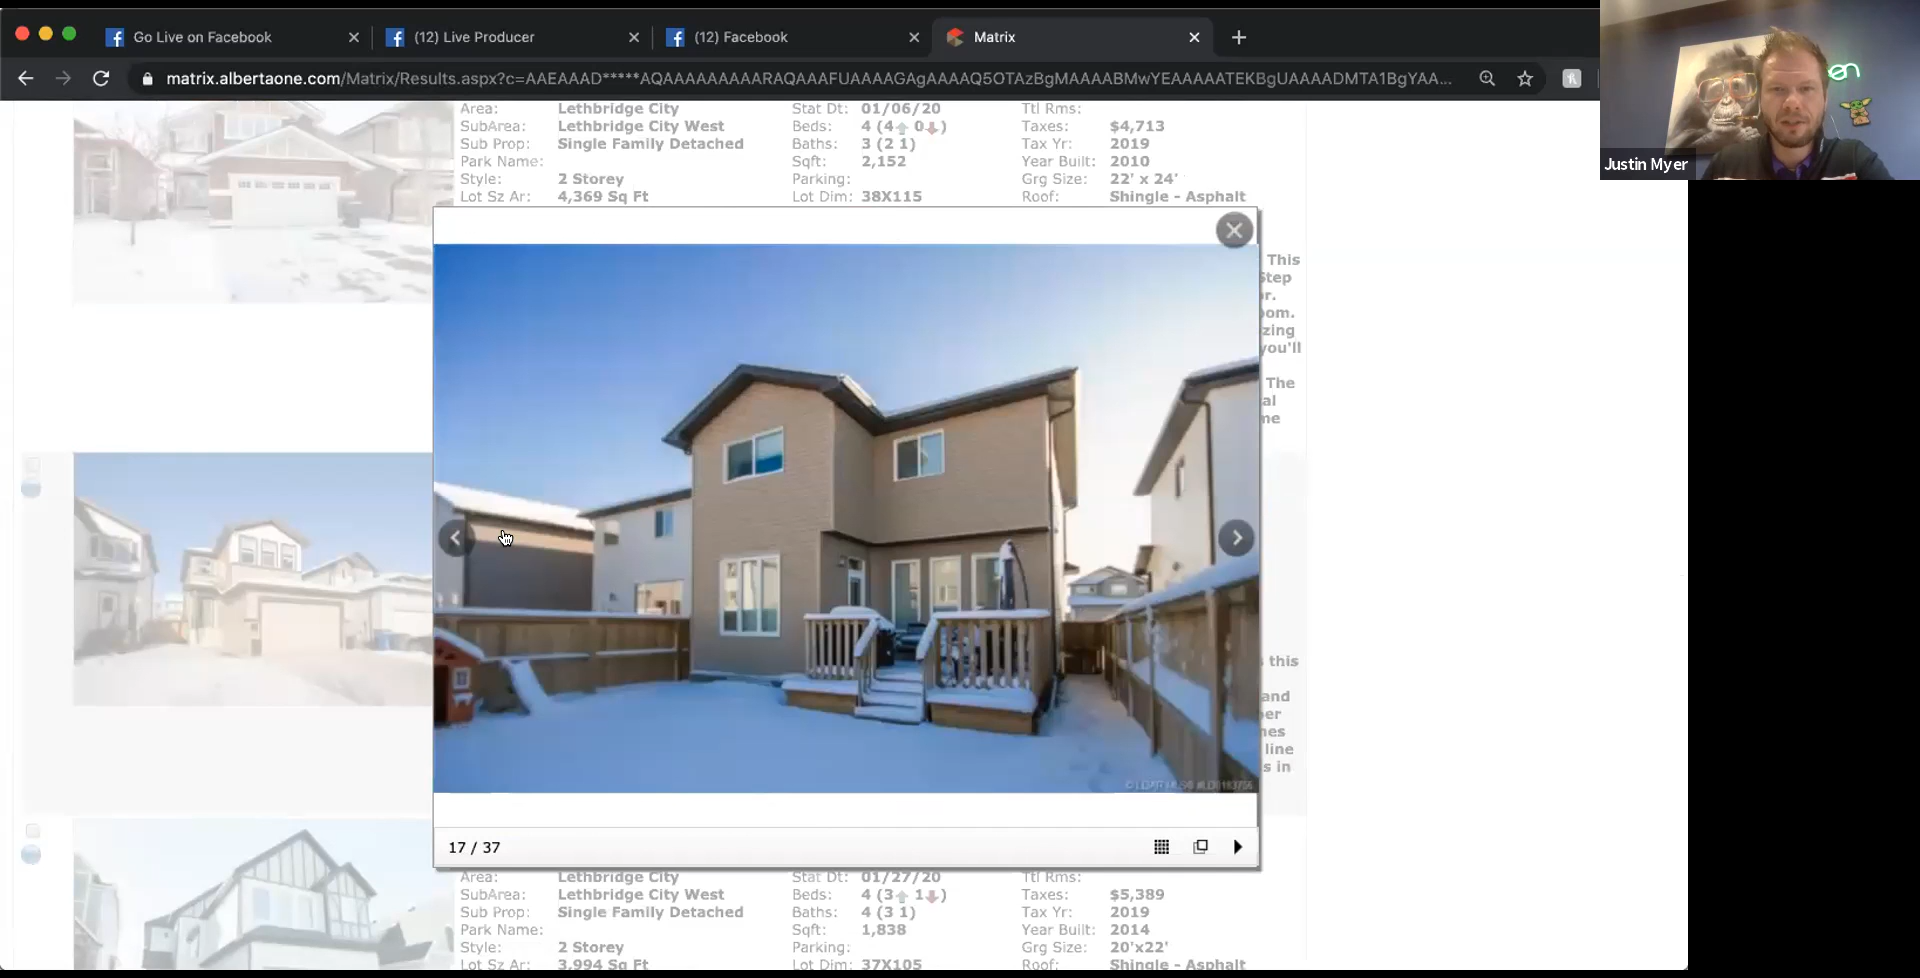 Go Live on Facebook
(12) Live Producer
(12) Facebook
Matrix
matrix.albertaone.com/Matrix/Results.aspx?c=AAEAAAD*****AQAAAAAAAAARAQAAAFUAAAAGAgAAAAQ5OTAzBgMAAAABMwYEAAAAATEKBgUAAAADMTA1BgYAA...
en
Justin Myer
Area: Lethbridge City Stat Dt: 01/06/20 Ttl Rms:
SubArea: Lethbridge City West Beds: 4 (4 0 ) Taxes: $4,713
Sub Prop: Single Family Detached Baths: 3 (2 1) Tax Yr: 2019
Park Name: Sqft: 2,152 Year Built: 2010
Style: 2 Storey Parking: Grg Size: 22' x 24'
Lot Sz Ar: 4,369 Sq Ft Lot Dim: 38X115 Roof: Shingle - Asphalt
This
Step
r.
oom.
zing
you'll
The
al
me
this
and
er
nes
line
s in
17 / 37
Area: Lethbridge City Stat Dt: 01/27/20 Ttl Rms:
SubArea: Lethbridge City West Beds: 4 (3 1 ) Taxes: $5,389
Sub Prop: Single Family Detached Baths: 4 (3 1) Tax Yr: 2019
Park Name: Sqft: 1,838 Year Built: 2014
Style: 2 Storey Parking: Grg Size: 20'x22'
Lot Sz Ar: 3,994 Sq Ft Lot Dim: 37X105 Roof: Shingle - Asphalt